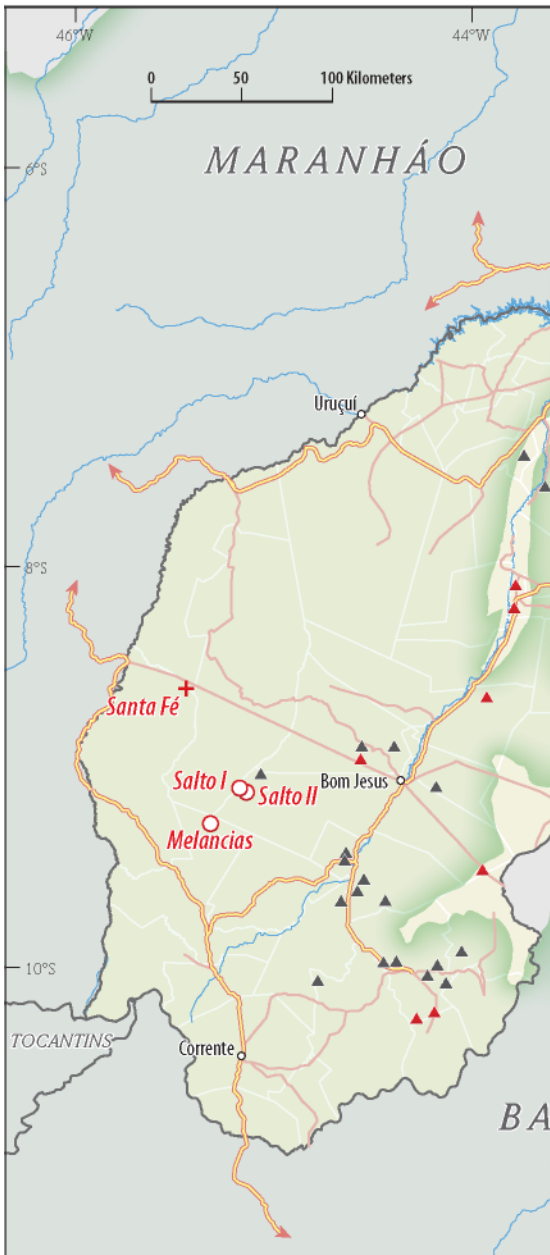 46°W
44°W
0 50 100 Kilometers
6°S
MARANHÁO
Uruçuí
8°S
Santa Fé
Salto I
Salto II
Bom Jesus
Melancias
10°S
TOCANTINS
Corrente
BA